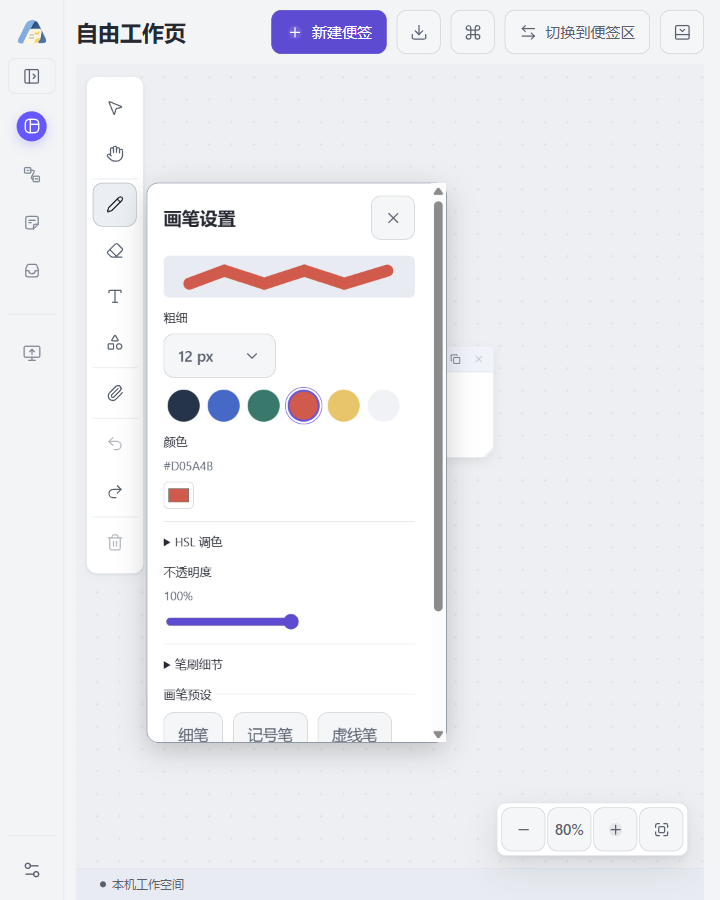 自由工作页
新建便签
切换到便签区
画笔设置
粗细
12 px
颜色
#D05A4B
HSL 调色
不透明度
100%
笔刷细节
画笔预设
细笔 记号笔 虚线笔
80%
本机工作空间